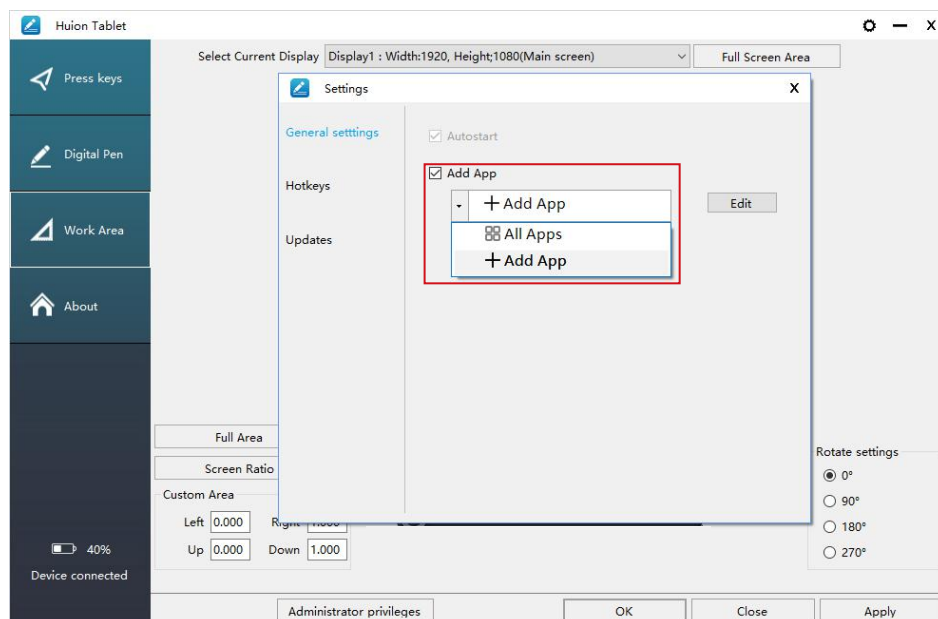 Huion Tablet
X
Press keys
Digital Pen
Work Area
About
40%
Device connected
Select Current Display
Display1 : Width:1920, Height;1080(Main screen)
Full Screen Area
Settings
X
General setttings
Hotkeys
Updates
Autostart
Add App
Add App
Edit
All Apps
Add App
Full Area
Screen Ratio
Custom Area
Left 0.000
Up 0.000 Down 1.000
Rotate settings
0°
90°
180°
270°
Administrator privileges
OK
Close
Apply